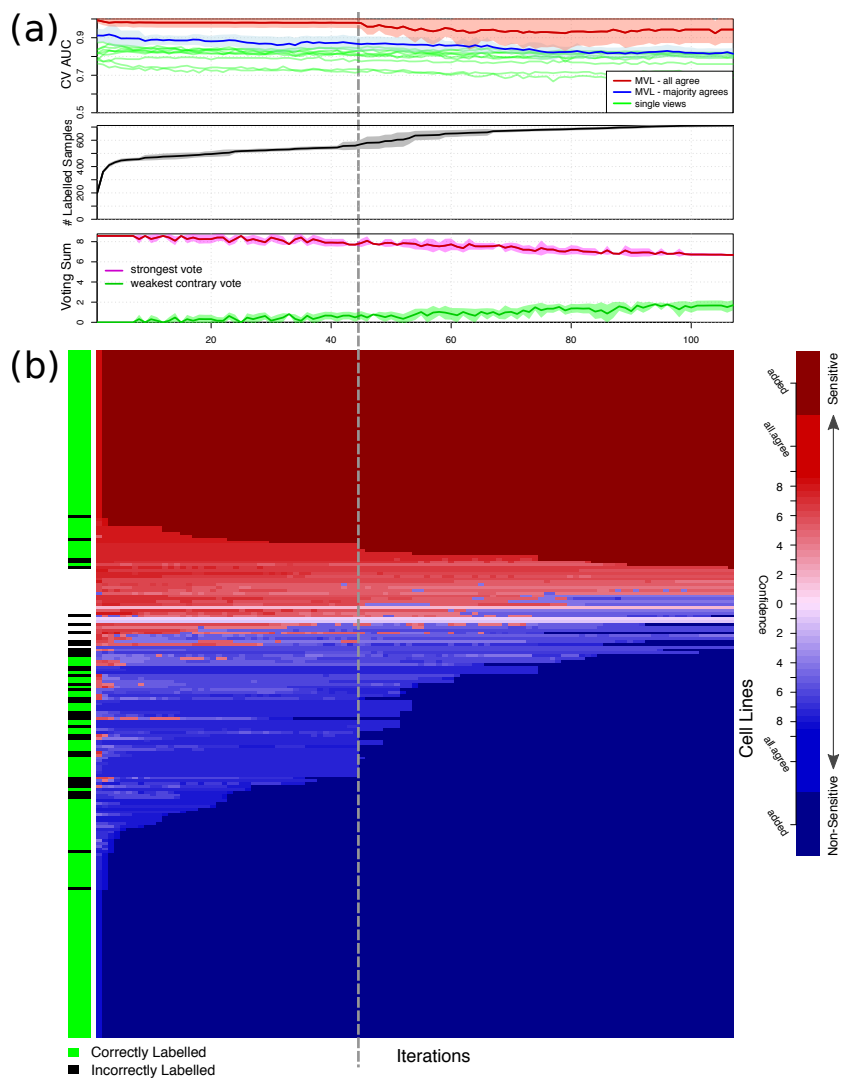 (a)
CV AUC
0.5
0.7
0.9
MVL - all agree
MVL - majority agrees
single views
# Labelled Samples
0
200
400
600
Voting Sum
0
2
4
6
8
strongest vote
weakest contrary vote
20
40
60
80
100
(b)
added
all.agree
8
6
4
2
0
2
4
6
8
all.agree
added
Confidence
Sensitive
Non-Sensitive
Cell Lines
Iterations
Correctly Labelled
Incorrectly Labelled